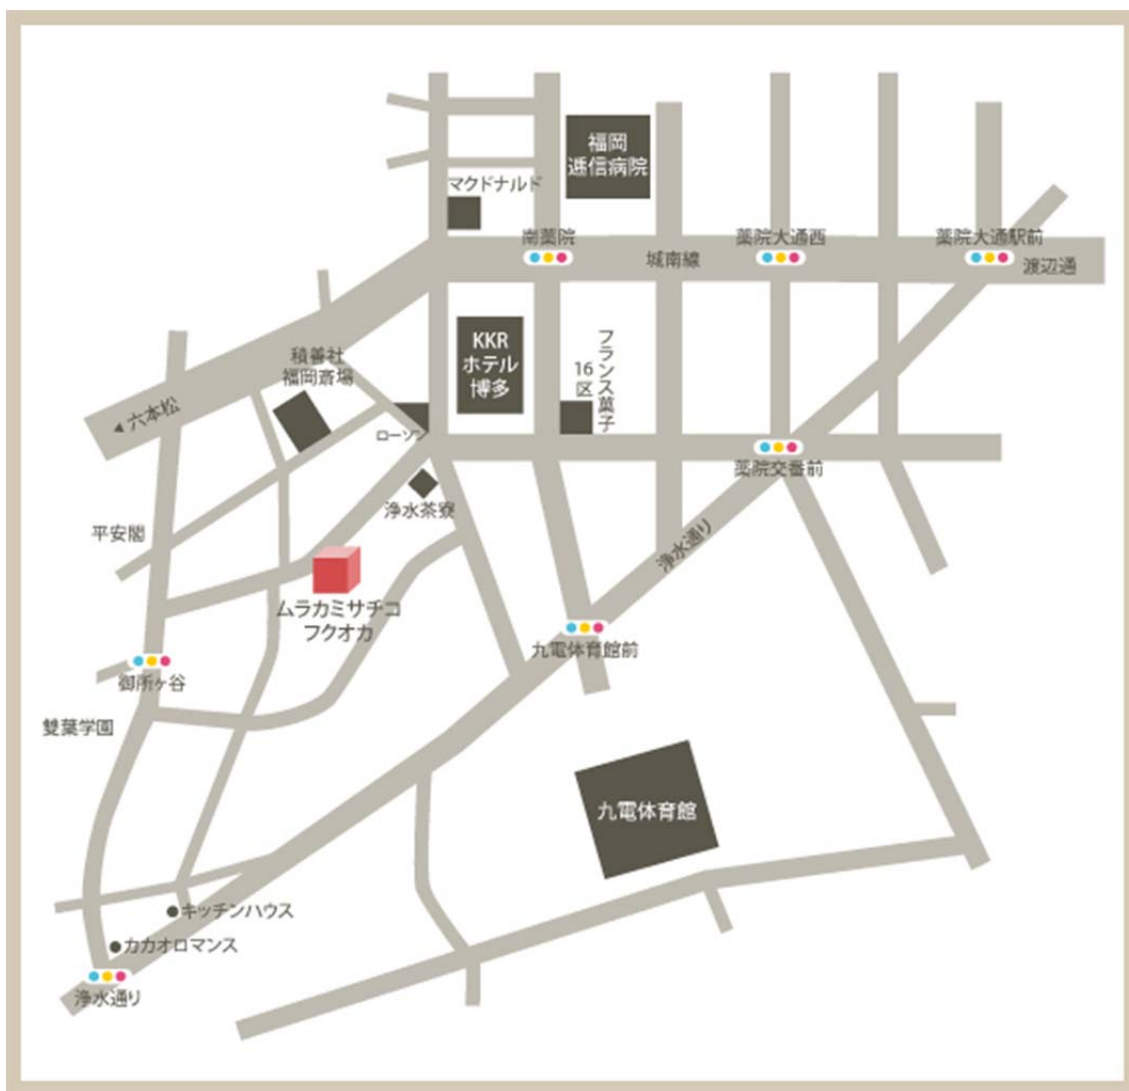 福岡
逓信病院
マクドナルド
南薬院
城南線
薬院大通西
薬院大通駅前
渡辺通
KKR
ホテル
博多
フランス菓子
16区
積善社
福岡斎場
◀六本松
ローソン
薬院交番前
浄水茶寮
平安閣
浄水通り
ムラカミサチコ
フクオカ
九電体育館前
御所ヶ谷
雙葉学園
九電体育館
キッチンハウス
カカオロマンス
浄水通り